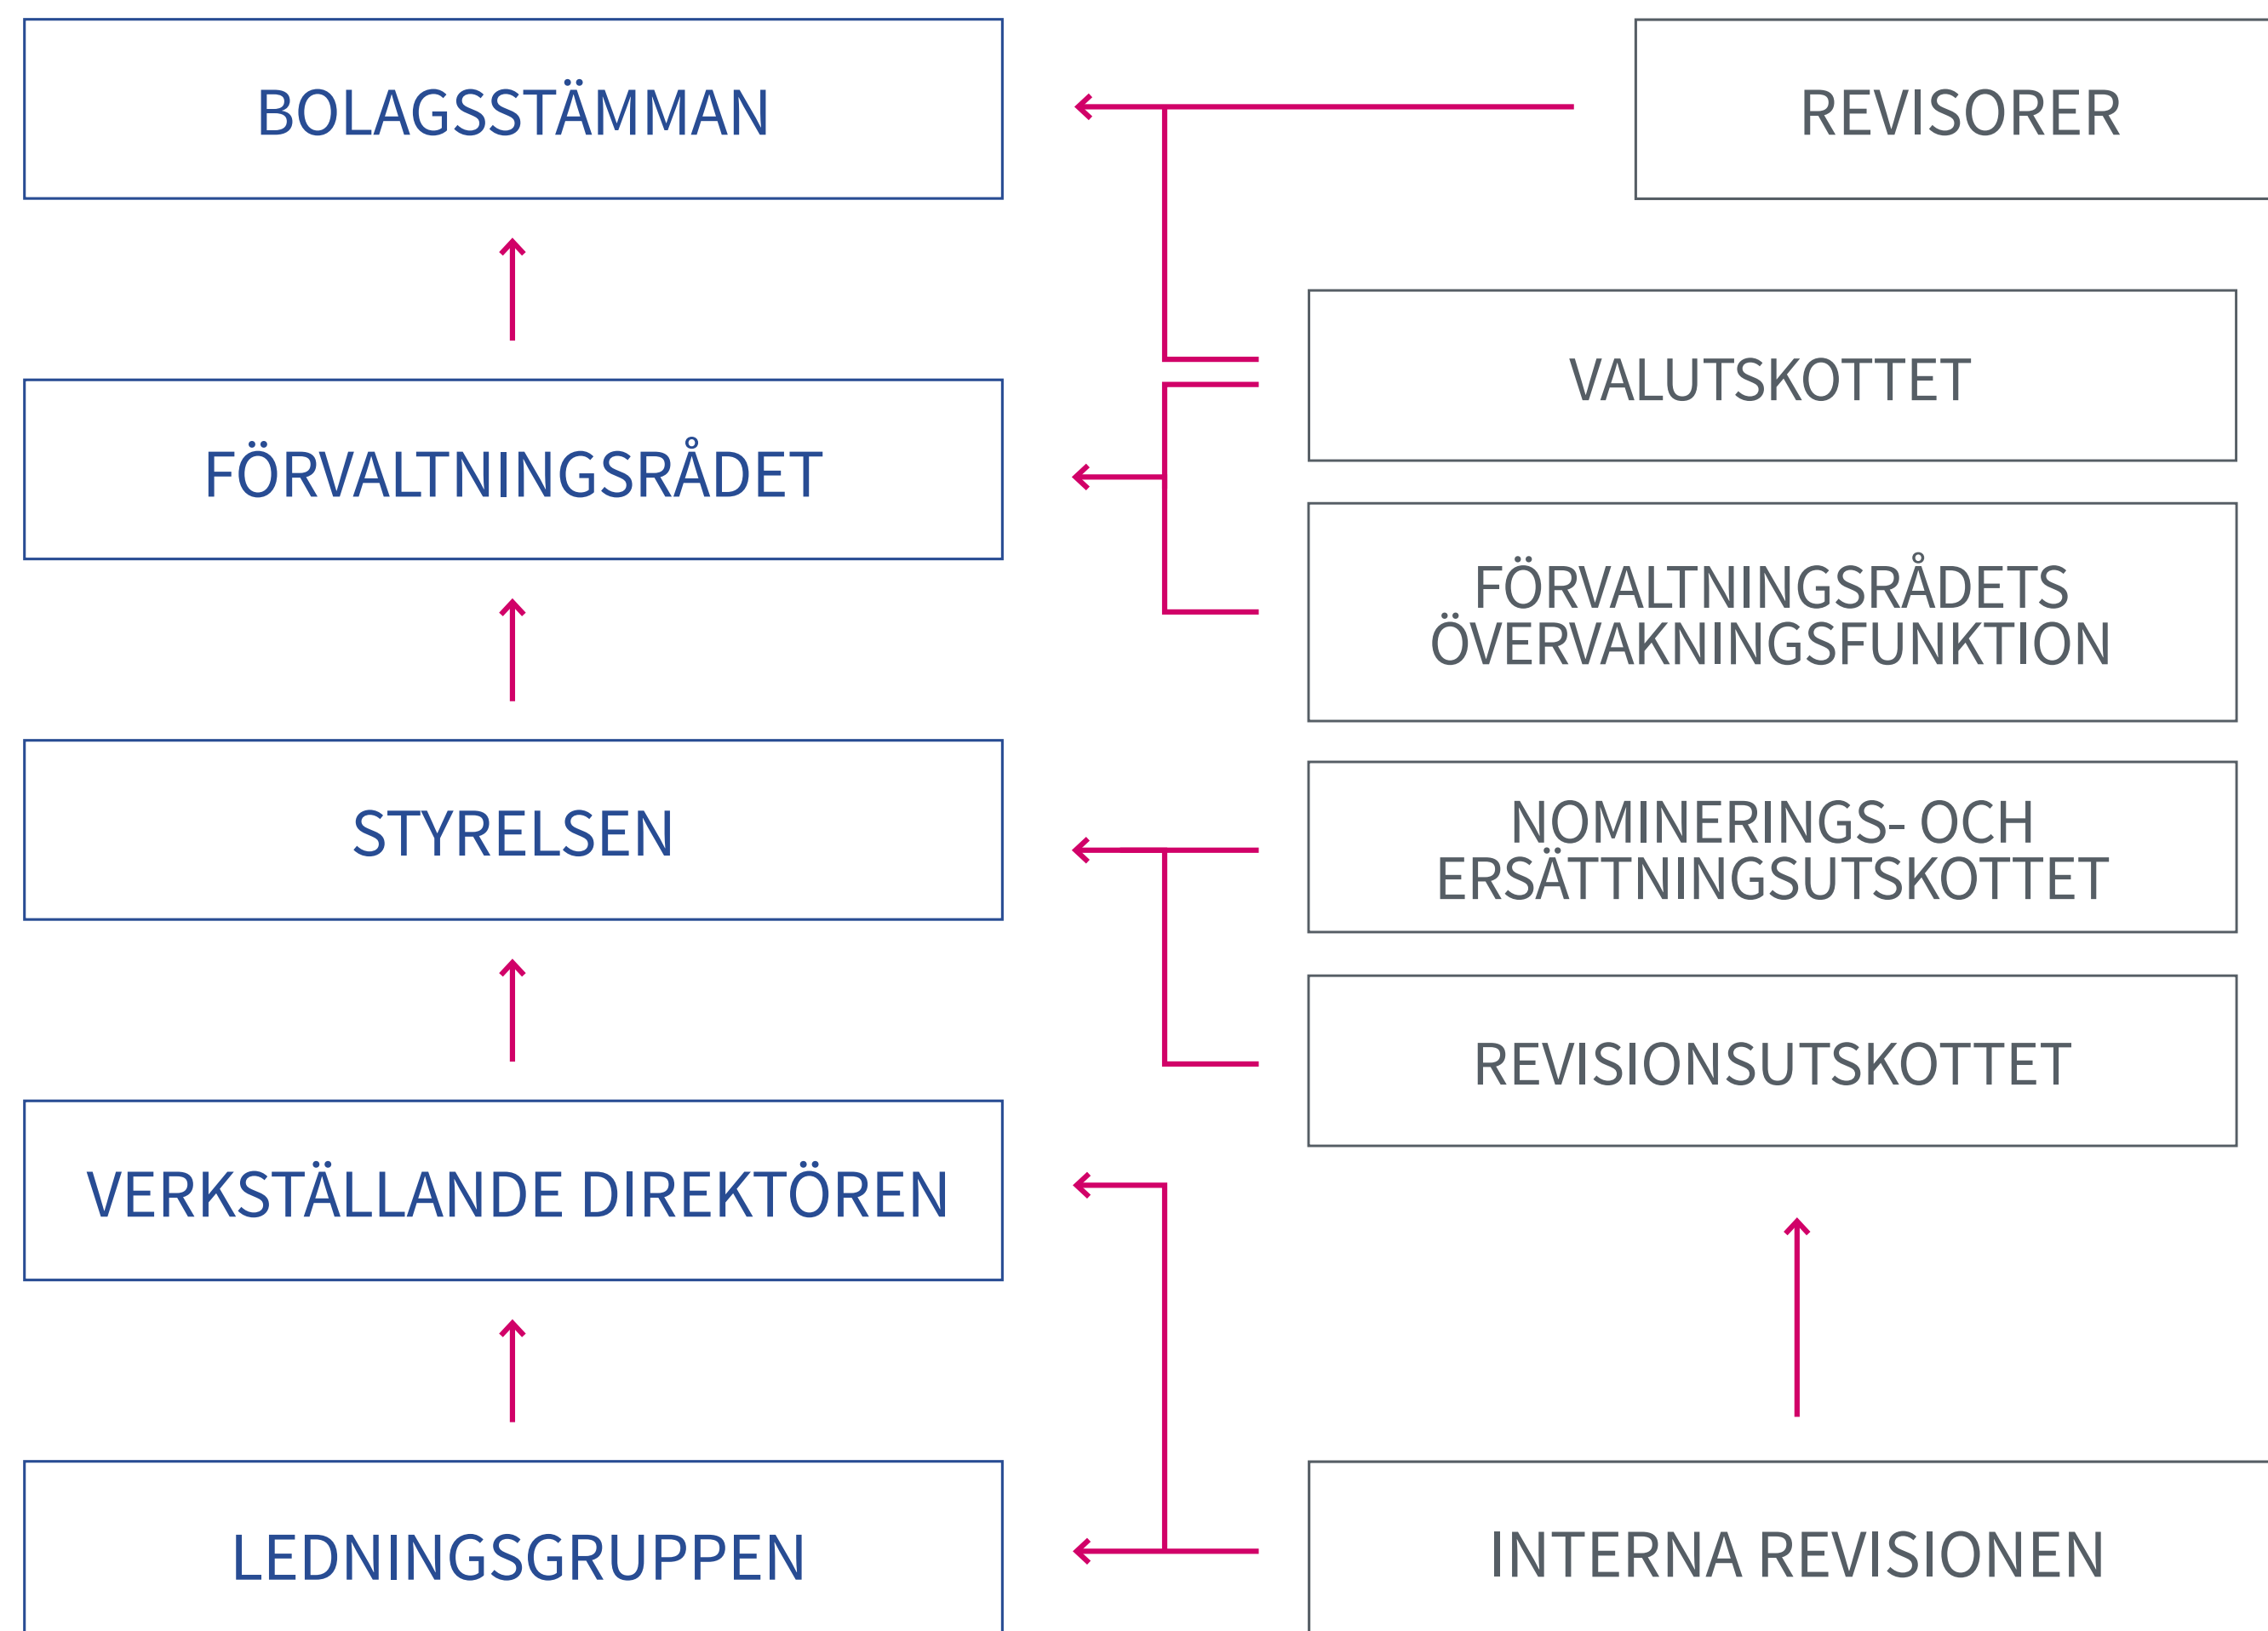 BOLAGSSTÄMMAN
REVISORER
VALUTSKOTTET
FÖRVALTNINGSRÅDET
FÖRVALTNINGSRÅDETS
ÖVERVAKNINGSFUNKTION
STYRELSEN
NOMINERINGS- OCH
ERSÄTTNINGSUTSKOTTET
REVISIONSUTSKOTTET
VERKSTÄLLANDE DIREKTÖREN
LEDNINGSGRUPPEN
INTERNA REVISIONEN